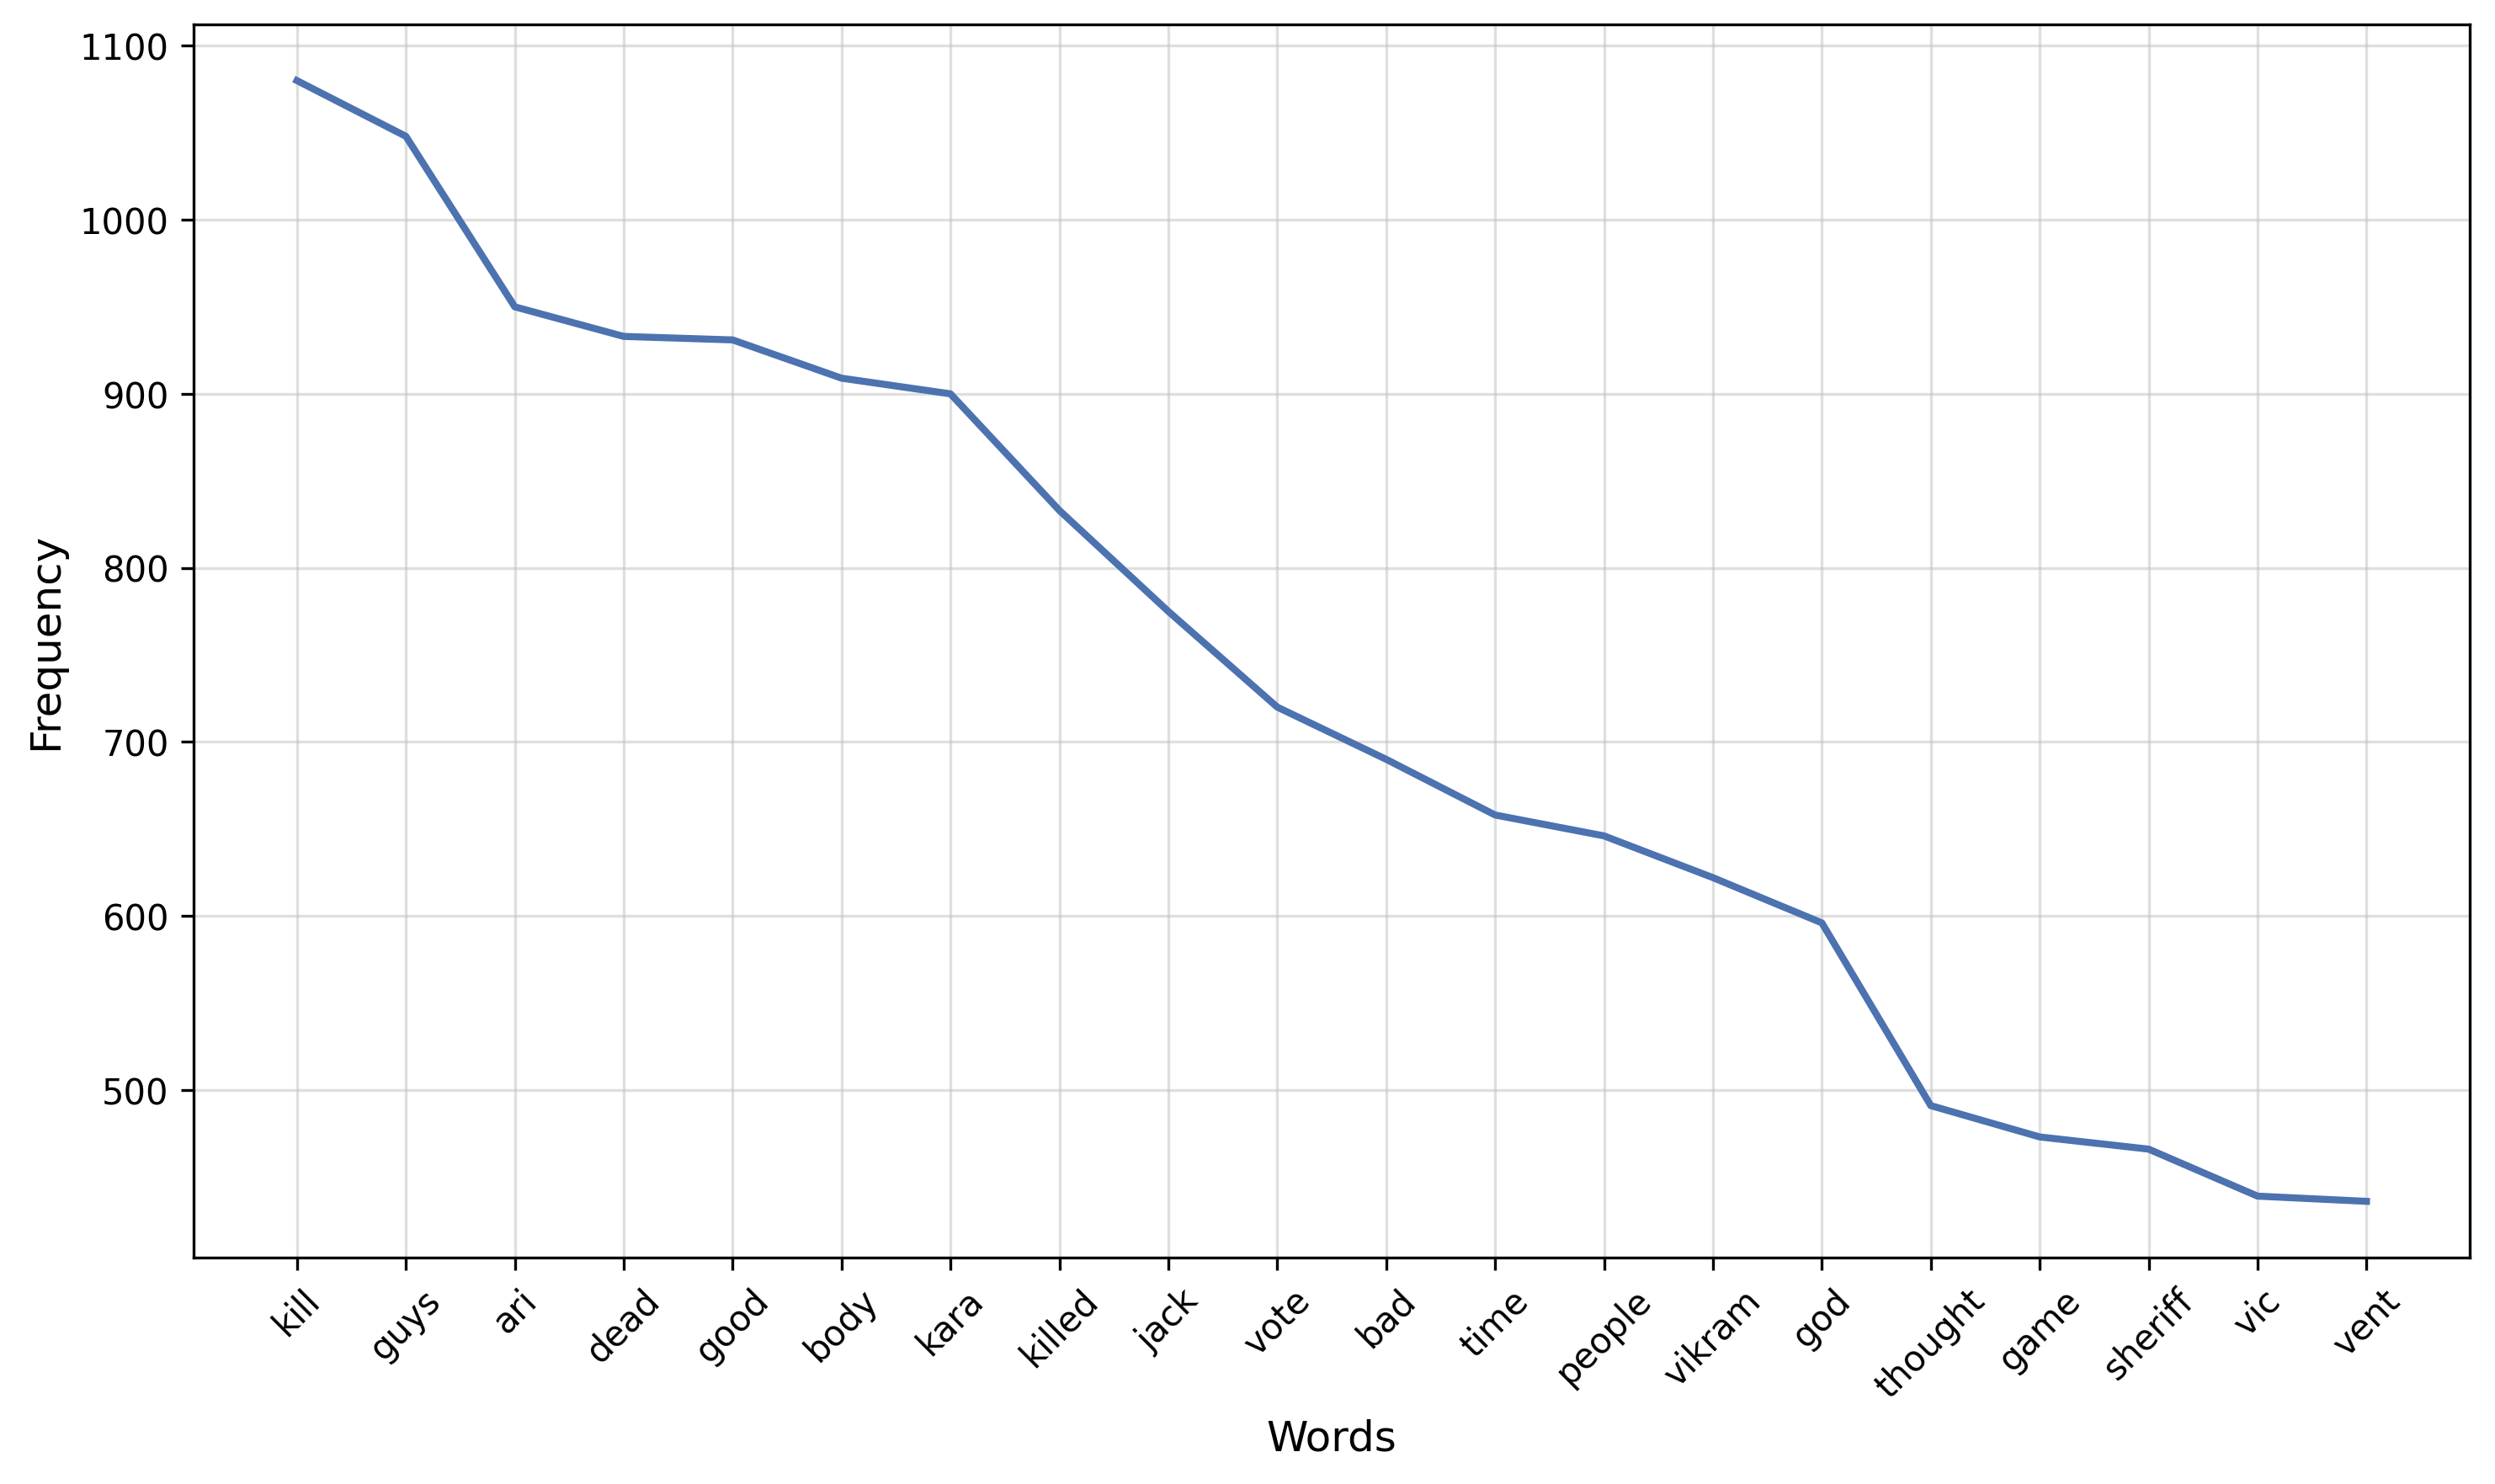 1100
1000
900
800
700
600
500
Frequency
kill
guys
ari
dead
good
body
kara
killed
jack
vote
bad
time
people
vikram
god
thought
game
sheriff
vic
vent
Words